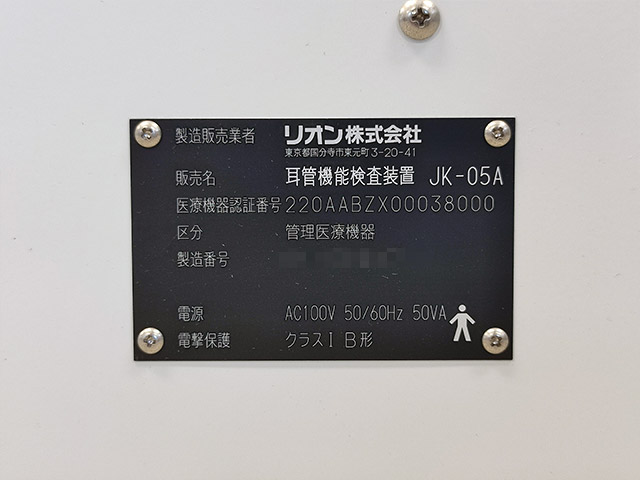 製造販売業者 リオン株式会社
東京都国分寺市東元町3-20-41
販売名 耳管機能検査装置 JK-05A
医療機器認証番号 220AABZX00038000
区分 管理医療機器
製造番号
電源 AC100V 50/60Hz 50VA
電撃保護 クラスI B形